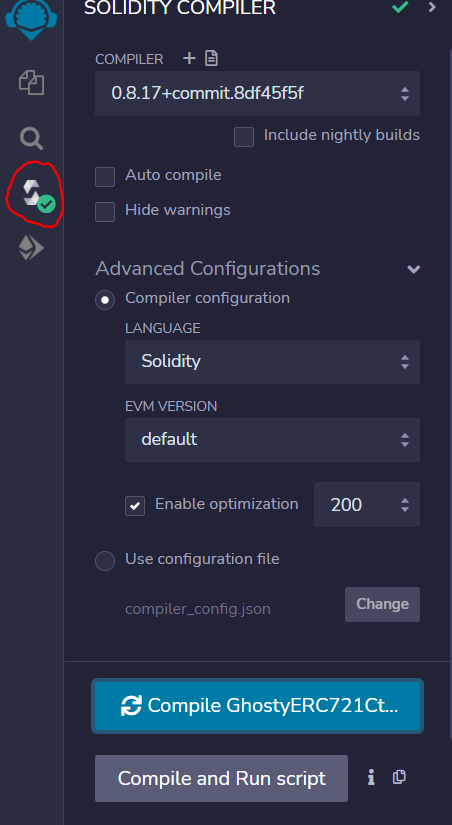 SOLIDITY COMPILER
COMPILER
0.8.17+commit.8df45f5f
Include nightly builds
Auto compile
Hide warnings
Advanced Configurations
Compiler configuration
LANGUAGE
Solidity
EVM VERSION
default
Enable optimization 200
Use configuration file
compiler_config.json Change
Compile GhostyERC721Ct...
Compile and Run script